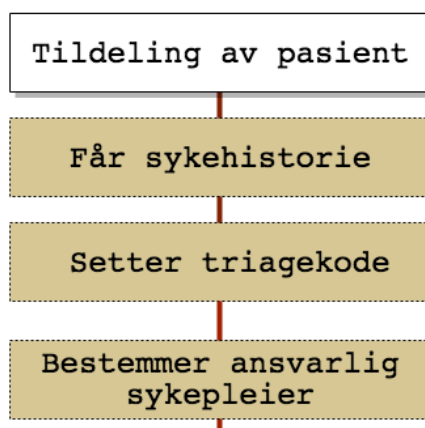 Tildeling av pasient
Får sykehistorie
Setter triagekode
Bestemmer ansvarlig
sykepleier